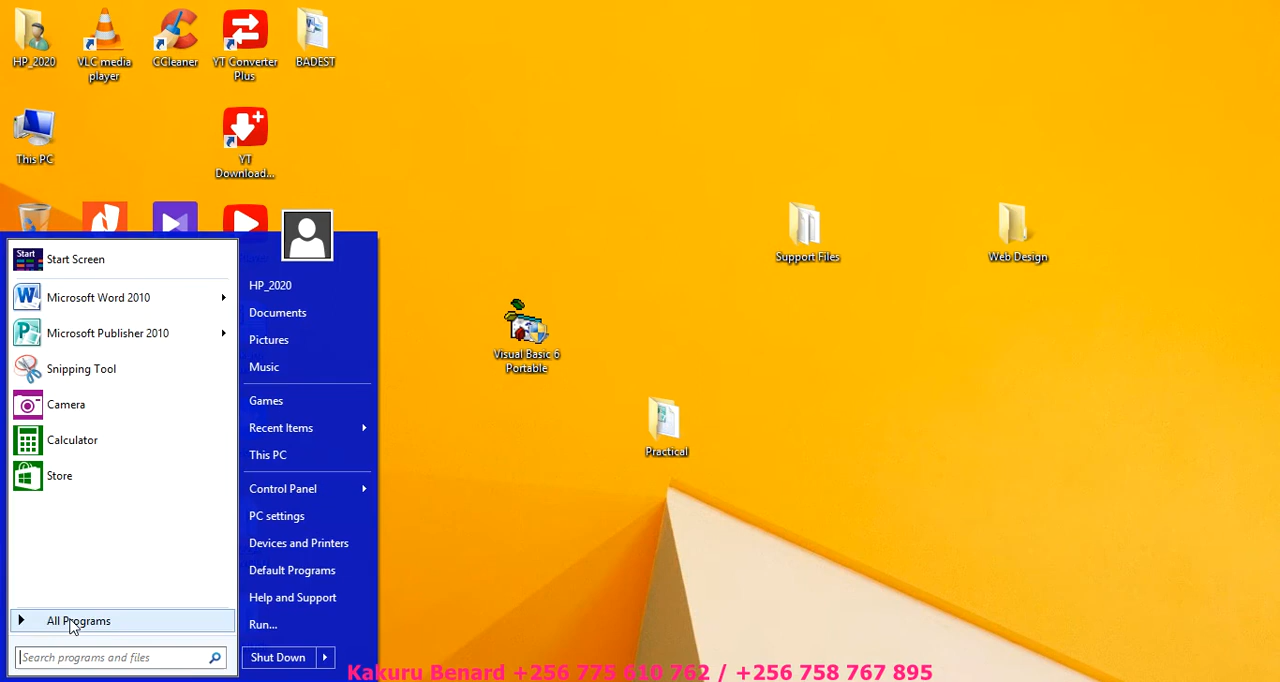 HP_2020
VLC media
player
CCleaner
YT Converter
Plus
BADEST
This PC
YT
Download...
Support Files
Web Design
Visual Basic 6
Portable
Practical
Start
Start Screen
Microsoft Word 2010
Microsoft Publisher 2010
Snipping Tool
Camera
Calculator
Store
All Programs
Search programs and files
HP_2020
Documents
Pictures
Music
Games
Recent Items
This PC
Control Panel
PC settings
Devices and Printers
Default Programs
Help and Support
Run...
Shut Down
Kakuru Benard +256 775 610 762 / +256 758 767 895